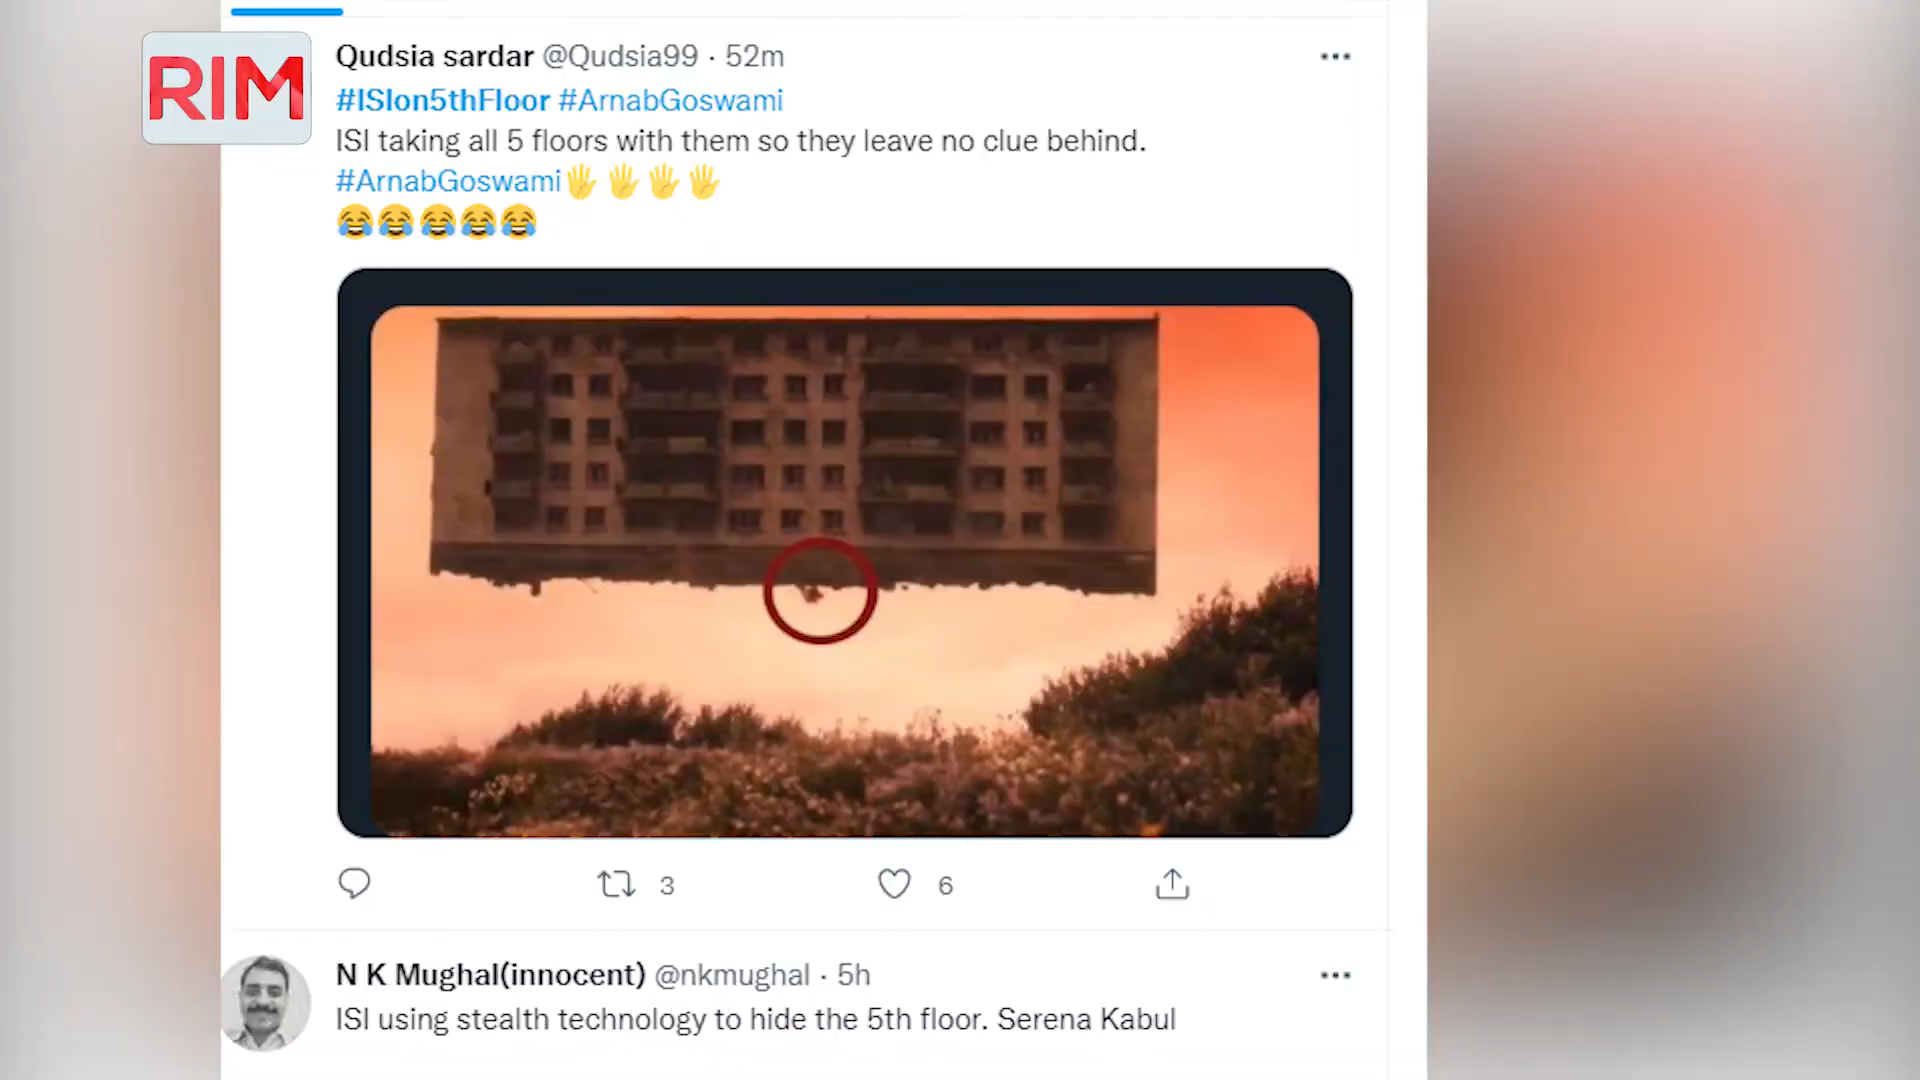 RIM
Qudsia sardar @Qudsia99 · 52m
#ISIon5thFloor #ArnabGoswami
ISI taking all 5 floors with them so they leave no clue behind.
#ArnabGoswami🖐🖐🖐🖐
😂😂😂😂😂
3
6
N K Mughal(innocent) @nkmughal · 5h
ISI using stealth technology to hide the 5th floor. Serena Kabul